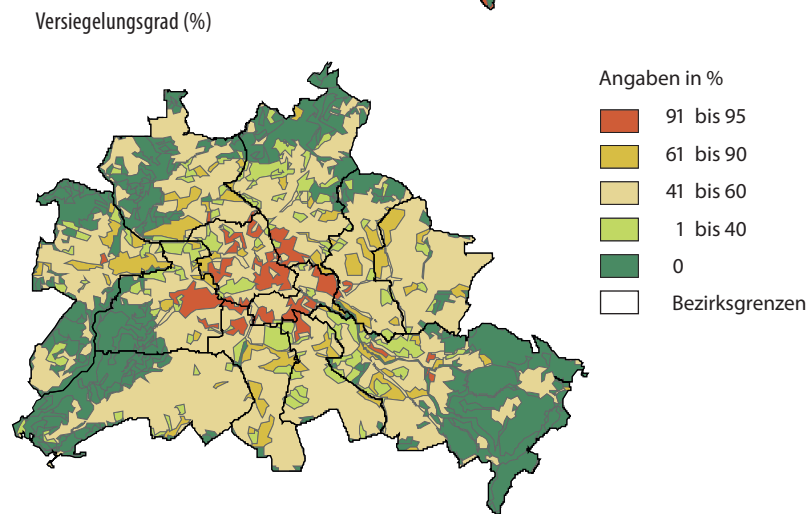 Versiegelungsgrad (%)
Angaben in %
91 bis 95
61 bis 90
41 bis 60
1 bis 40
0
Bezirksgrenzen